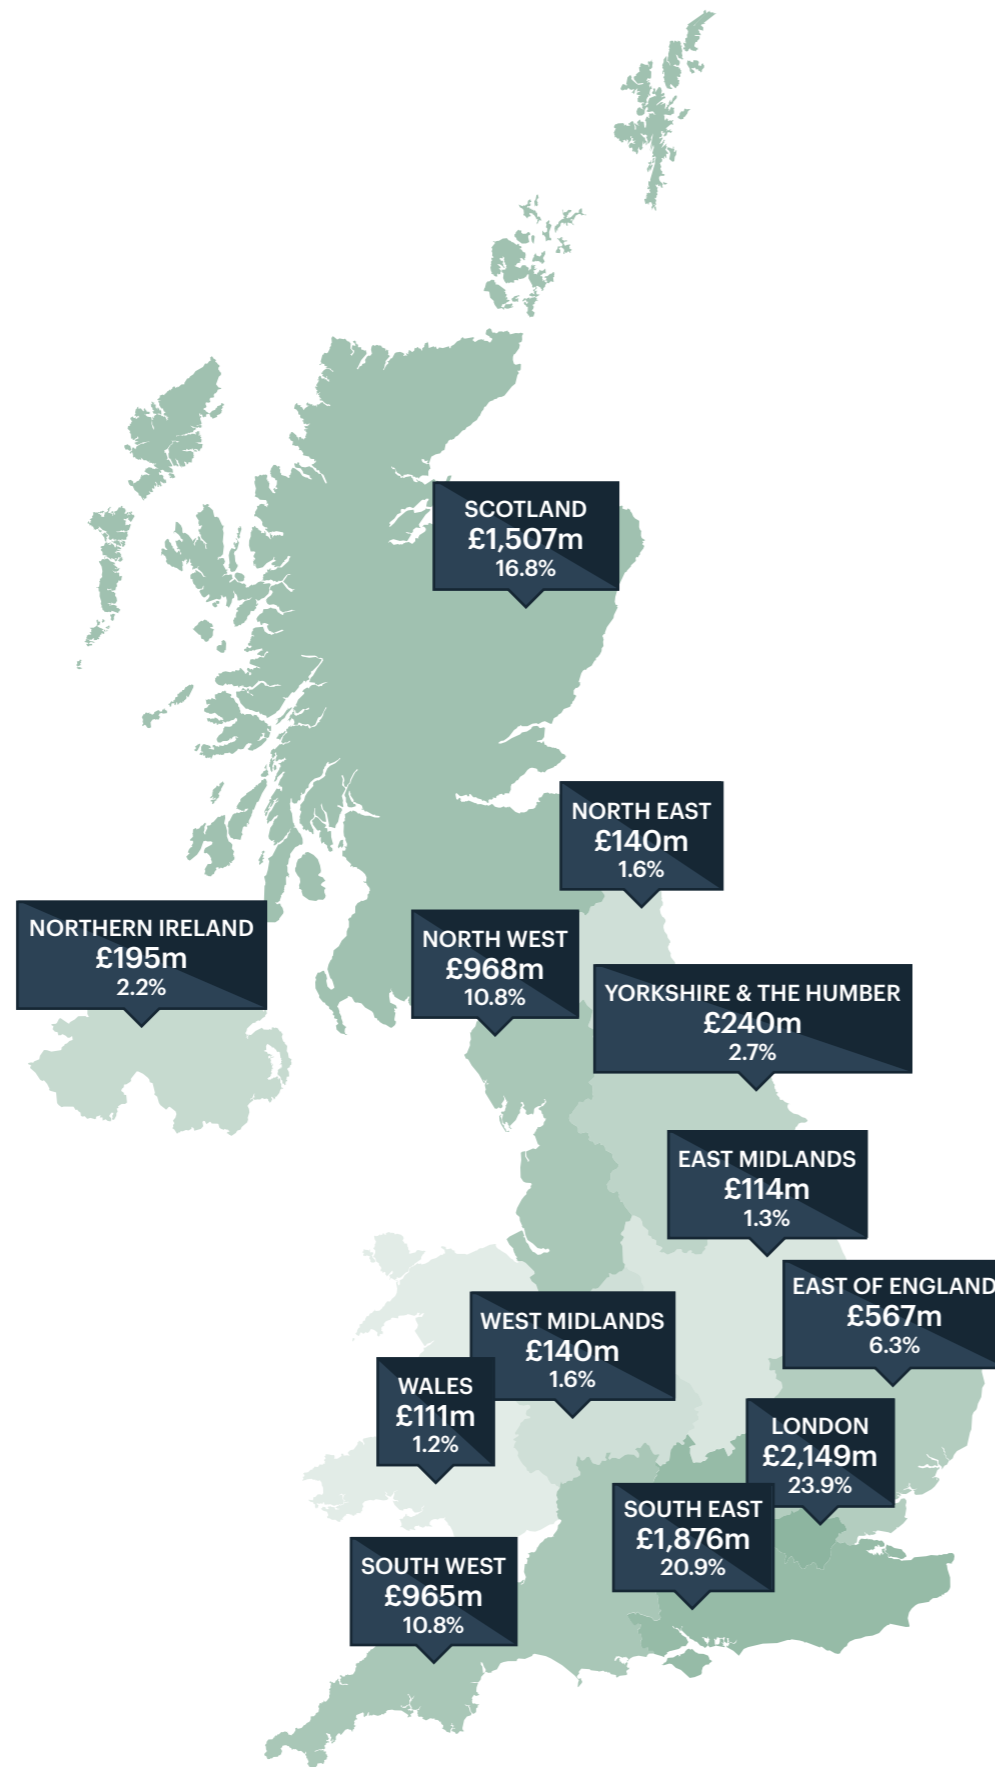 SCOTLAND
£1,507m
16.8%
NORTH EAST
£140m
1.6%
NORTHERN IRELAND
£195m
2.2%
NORTH WEST
£968m
10.8%
YORKSHIRE & THE HUMBER
£240m
2.7%
EAST MIDLANDS
£114m
1.3%
EAST OF ENGLAND
£567m
6.3%
WEST MIDLANDS
£140m
1.6%
WALES
£111m
1.2%
LONDON
£2,149m
23.9%
SOUTH EAST
£1,876m
20.9%
SOUTH WEST
£965m
10.8%